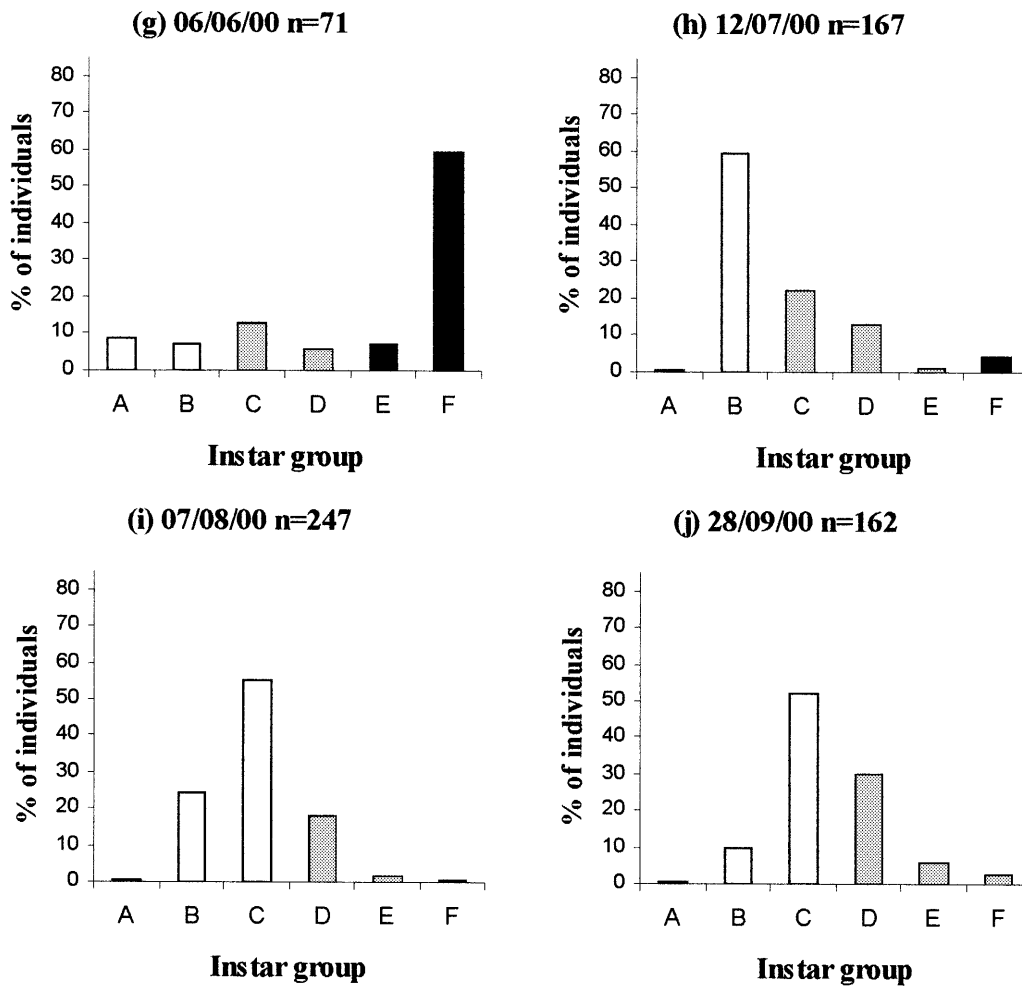 (g) 06/06/00 n=71
% of individuals
80
70
60
50
40
30
20
10
0
A B C D E F
Instar group
(h) 12/07/00 n=167
% of individuals
80
70
60
50
40
30
20
10
0
A B C D E F
Instar group
(i) 07/08/00 n=247
% of individuals
80
70
60
50
40
30
20
10
0
A B C D E F
Instar group
(j) 28/09/00 n=162
% of individuals
80
70
60
50
40
30
20
10
0
A B C D E F
Instar group